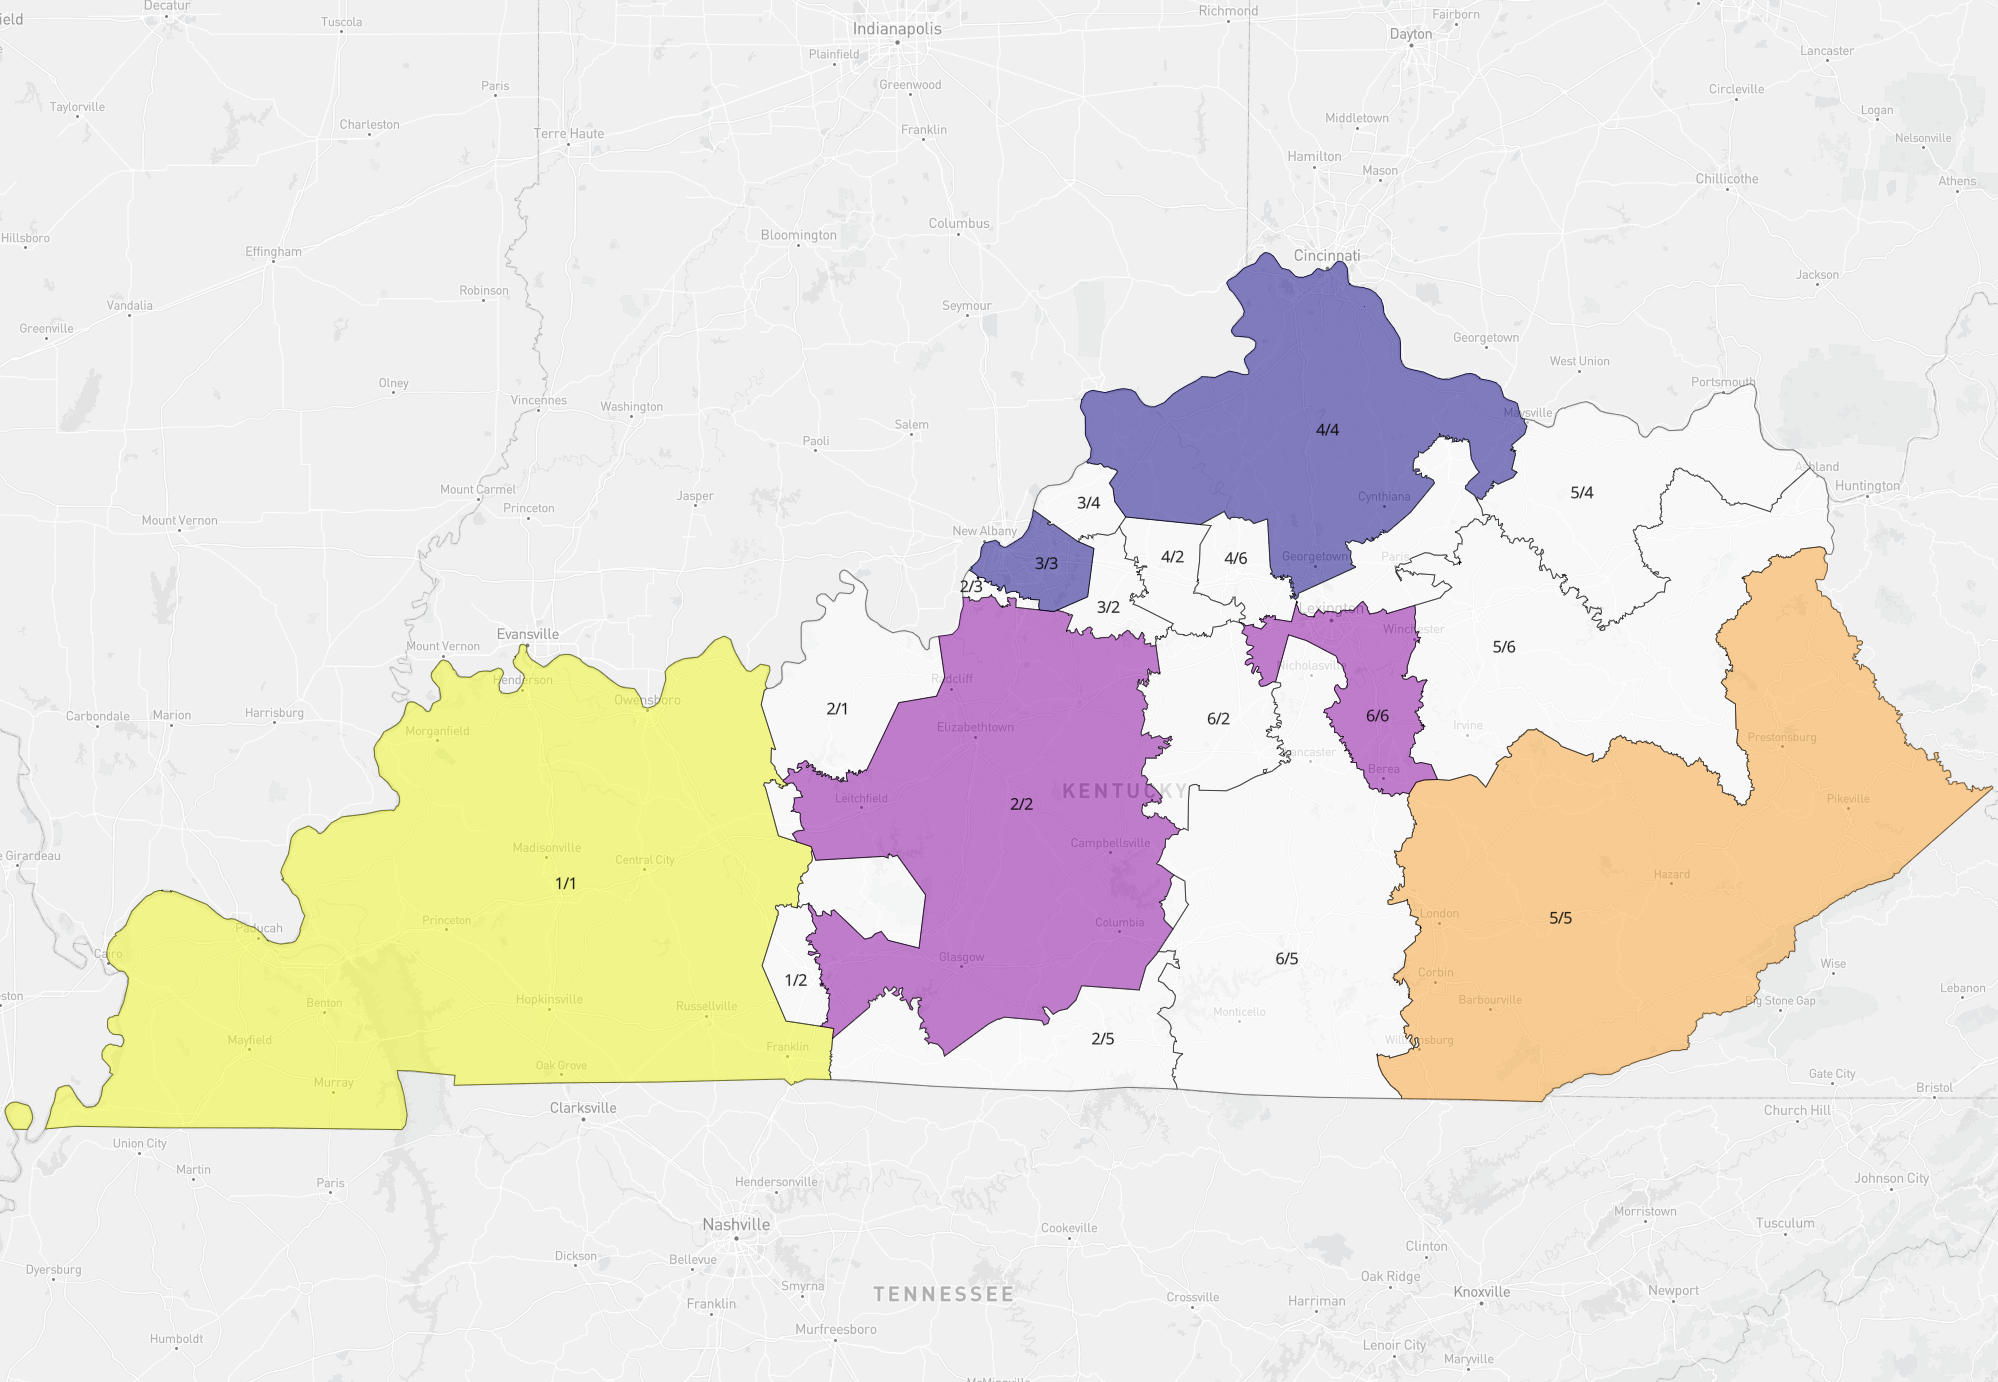 Decatur
Richmond
Fairborn
ield
Tuscola
Indianapolis
Dayton
Plainfield
Lancaster
Paris
Greenwood
Circleville
Taylorville
Logan
Charleston
Terre Haute
Franklin
Middletown
Nelsonville
Hamilton
Mason
Chillicothe
Athens
Hillsboro
Effingham
Bloomington
Columbus
Cincinnati
Jackson
Robinson
Vandalia
Seymour
Greenville
Georgetown
West Union
Olney
Portsmouth
Vincennes
Washington
Maysville
Salem
4/4
Paoli
Ashland
Mount Carmel
Jasper
3/4
Cynthiana
5/4
Huntington
Princeton
Mount Vernon
New Albany
4/2
4/6
Georgetown
Paris
3/3
2/3
3/2
Lexington
Winchester
Evansville
Mount Vernon
5/6
Nicholasville
Henderson
Radcliff
Owensboro
2/1
Carbondale
Marion
Harrisburg
6/2
6/6
Morganfield
Elizabethtown
Irvine
Prestonsburg
Lancaster
Berea
KENTUCKY
Leitchfield
2/2
Pikeville
Madisonville
Central City
Campbellsville
e Girardeau
1/1
Hazard
Princeton
Paducah
Columbia
London
5/5
Cairo
Glasgow
6/5
Wise
1/2
Corbin
ston
Benton
Hopkinsville
Russellville
Barbourville
Big Stone Gap
Lebanon
Monticello
Mayfield
Franklin
2/5
Williamsburg
Murray
Oak Grove
Gate City
Bristol
Clarksville
Church Hill
Union City
Martin
Paris
Hendersonville
Johnson City
Nashville
Cookeville
Morristown
Tusculum
Dickson
Bellevue
Clinton
Dyersburg
Smyrna
TENNESSEE
Crossville
Oak Ridge
Knoxville
Newport
Franklin
Harriman
Humboldt
Murfreesboro
Lenoir City
Maryville
McMinnville